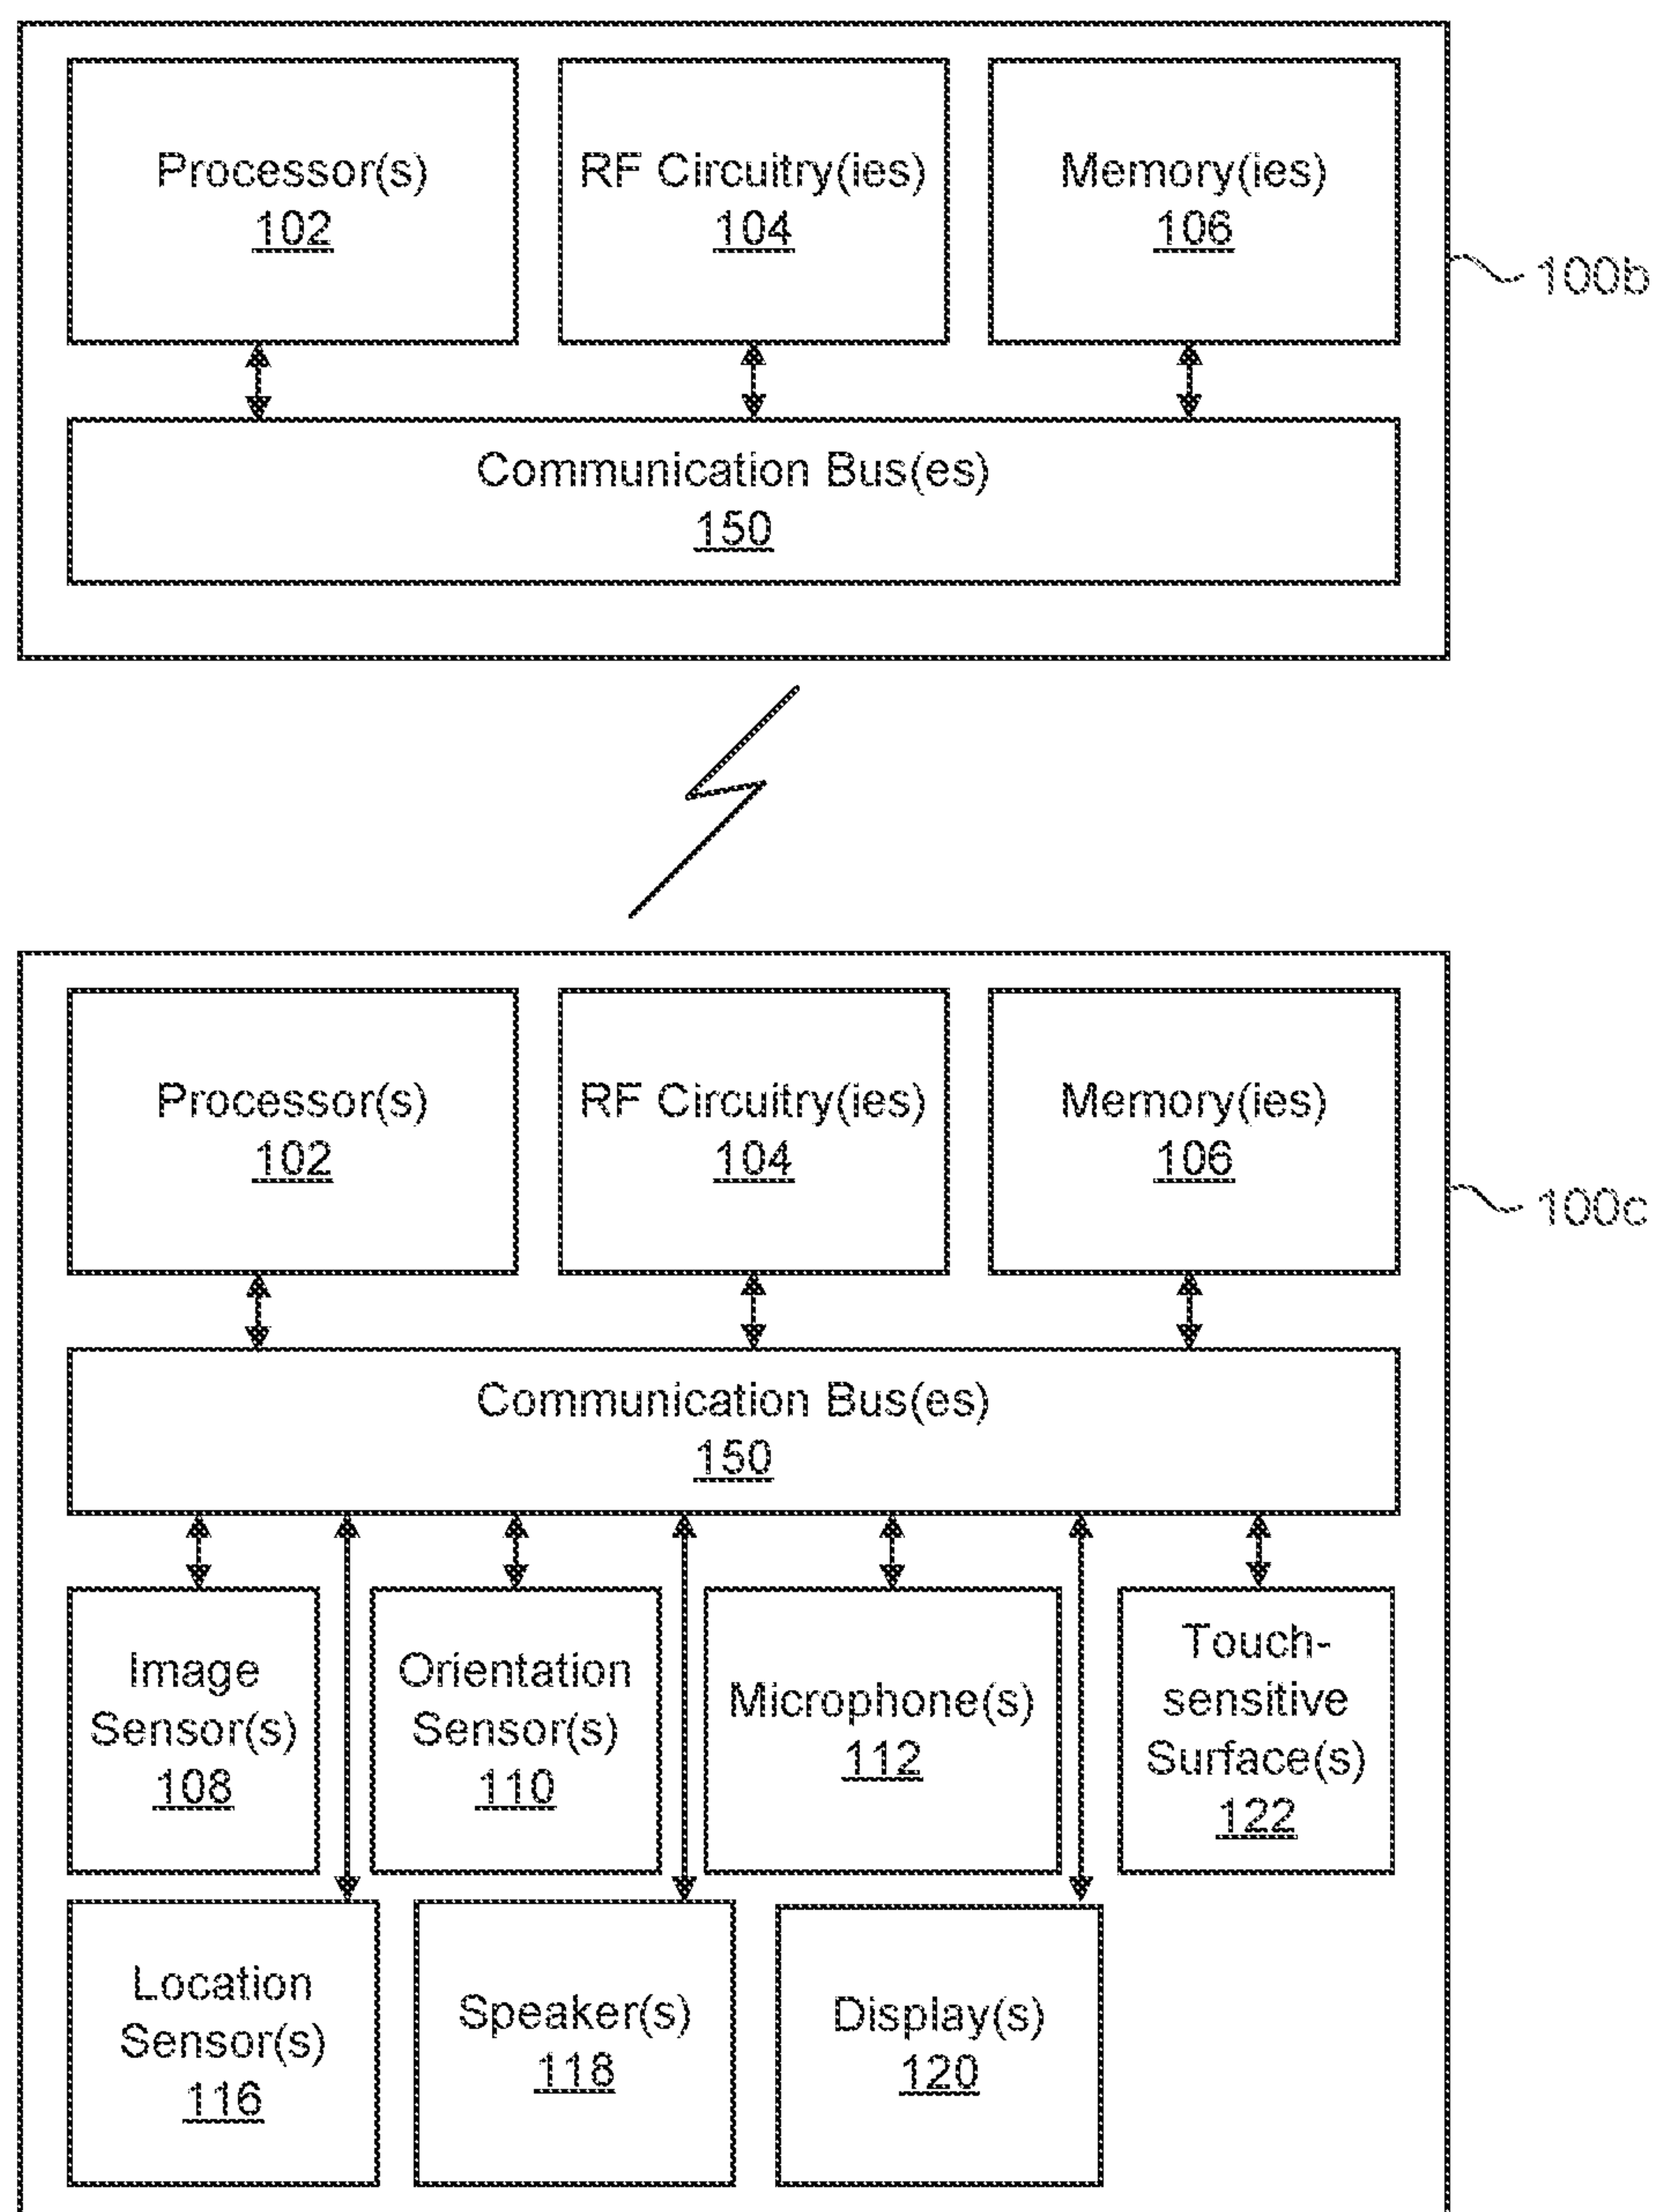 Processor(s)
102
RF Circuitry(ies)
104
Memory(ies)
106
100b
Communication Bus(es)
150
Processor(s)
102
RF Circuitry(ies)
104
Memory(ies)
106
100c
Communication Bus(es)
150
Image
Sensor(s)
108
Orientation
Sensor(s)
110
Microphone(s)
112
Touch-
sensitive
Surface(s)
122
Location
Sensor(s)
116
Speaker(s)
118
Display(s)
120